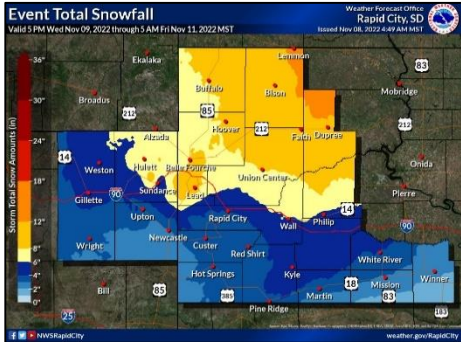 Event Total Snowfall
Valid 5 PM Wed Nov 09, 2022 through 5 AM Fri Nov 11, 2022 MST
Weather Forecast Office
Rapid City, SD
Issued Nov 08, 2022 4:49 AM MST
Storm Total Snow Amounts (in)
36"
24"
18"
12"
8"
6"
4"
2"
0"
Ekalaka
Lemmon
83
Broadus
Buffalo
Bison
Mobridge
212
85
Hoover
212
Faith
Dupree
212
Alzada
14
Weston
Hulett
Belle Fourche
Union Center
Onida
Sundance
Lead
Pierre
Gillette
90
Upton
Rapid City
Wall
Philip
14
90
Wright
Newcastle
Custer
Red Shirt
White River
Hot Springs
Kyle
Mission
Winner
Bill
85
385
Martin
18
83
Pine Ridge
183
25
NWSRapidCity
weather.gov/RapidCity